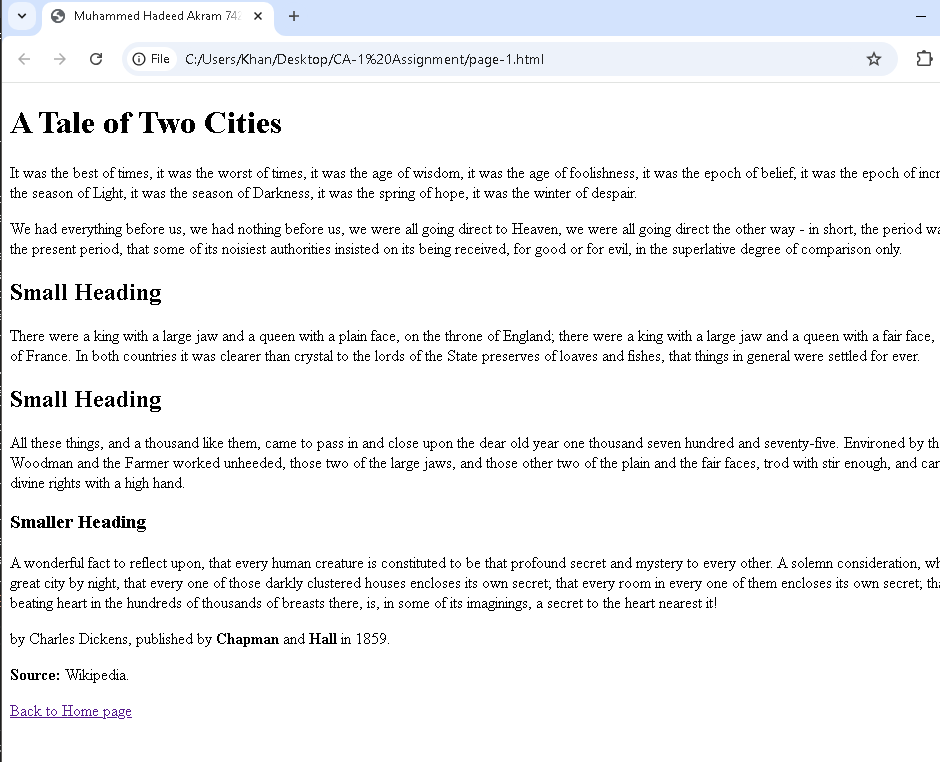 Muhammed Hadeed Akram 742
File C:/Users/Khan/Desktop/CA-1%20Assignment/page-1.html
A Tale of Two Cities
It was the best of times, it was the worst of times, it was the age of wisdom, it was the age of foolishness, it was the epoch of belief, it was the epoch of incr
the season of Light, it was the season of Darkness, it was the spring of hope, it was the winter of despair.
We had everything before us, we had nothing before us, we were all going direct to Heaven, we were all going direct the other way - in short, the period wa
the present period, that some of its noisiest authorities insisted on its being received, for good or for evil, in the superlative degree of comparison only.
Small Heading
There were a king with a large jaw and a queen with a plain face, on the throne of England; there were a king with a large jaw and a queen with a fair face,
of France. In both countries it was clearer than crystal to the lords of the State preserves of loaves and fishes, that things in general were settled for ever.
Small Heading
All these things, and a thousand like them, came to pass in and close upon the dear old year one thousand seven hundred and seventy-five. Environed by th
Woodman and the Farmer worked unheeded, those two of the large jaws, and those other two of the plain and the fair faces, trod with stir enough, and car
divine rights with a high hand.
Smaller Heading
A wonderful fact to reflect upon, that every human creature is constituted to be that profound secret and mystery to every other. A solemn consideration, wh
great city by night, that every one of those darkly clustered houses encloses its own secret; that every room in every one of them encloses its own secret; tha
beating heart in the hundreds of thousands of breasts there, is, in some of its imaginings, a secret to the heart nearest it!
by Charles Dickens, published by Chapman and Hall in 1859.
Source: Wikipedia.
Back to Home page